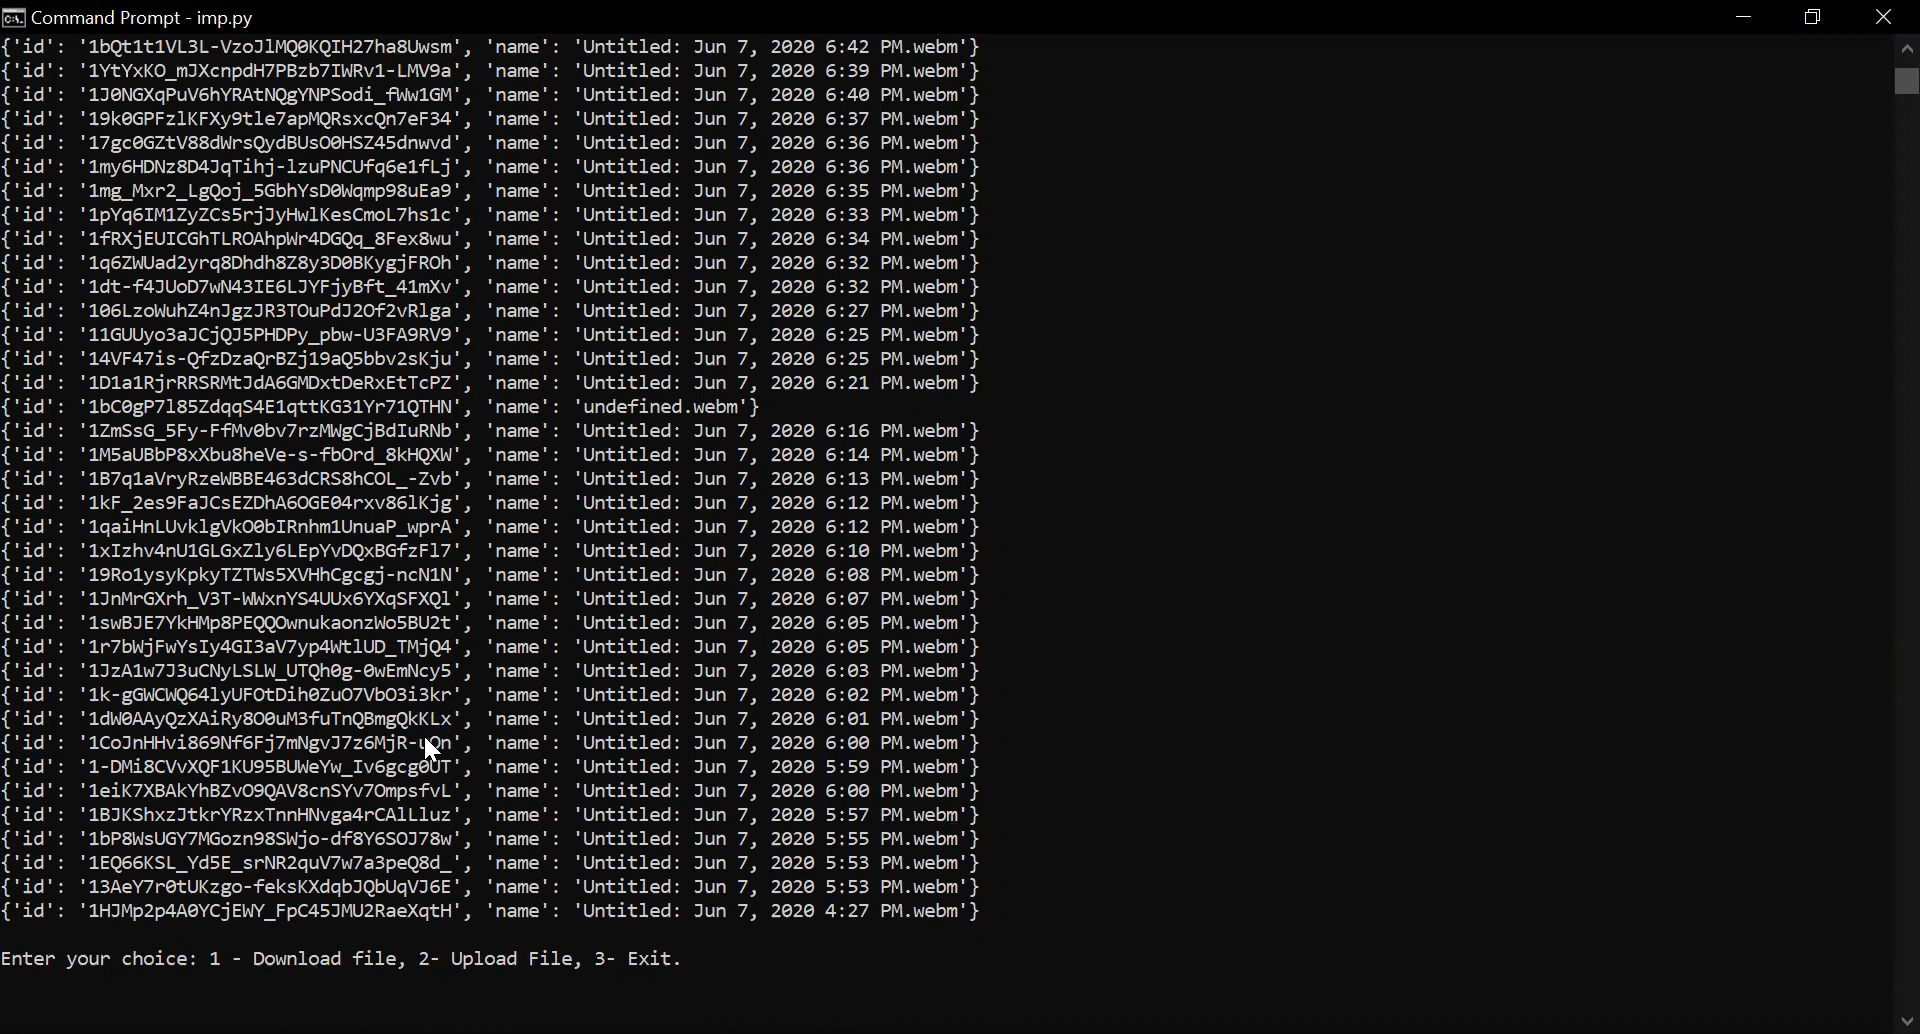 Command Prompt - imp.py
{'id': '1bQt1t1VL3L-VzoJlMQ0KQIH27ha8Uwsm', 'name': 'Untitled: Jun 7, 2020 6:42 PM.webm'}
{'id': '1YtYxKO_mJXcnpdH7PBzb7IWRv1-LMV9a', 'name': 'Untitled: Jun 7, 2020 6:39 PM.webm'}
{'id': '1J0NGXqPuV6hYRAtNQgYNPSodi_fWw1GM', 'name': 'Untitled: Jun 7, 2020 6:40 PM.webm'}
{'id': '19k0GPFzlKFXy9tle7apMQRsxcQn7eF34', 'name': 'Untitled: Jun 7, 2020 6:37 PM.webm'}
{'id': '17gc0GZtV88dWrsQydBUsO0HSZ45dnwvd', 'name': 'Untitled: Jun 7, 2020 6:36 PM.webm'}
{'id': '1my6HDNz8D4JqTihj-lzuPNCUfq6e1fLj', 'name': 'Untitled: Jun 7, 2020 6:36 PM.webm'}
{'id': '1mg_Mxr2_LgQoj_5GbhYsD0Wqmp98uEa9', 'name': 'Untitled: Jun 7, 2020 6:35 PM.webm'}
{'id': '1pYq6IM1ZyZCs5rjJyHwlKesCmoL7hs1c', 'name': 'Untitled: Jun 7, 2020 6:33 PM.webm'}
{'id': '1fRXjEUICGhTLROAhpWr4DGQq_8Fex8wu', 'name': 'Untitled: Jun 7, 2020 6:34 PM.webm'}
{'id': '1q6ZWUad2yrq8Dhdh8Z8y3D0BKygjFROh', 'name': 'Untitled: Jun 7, 2020 6:32 PM.webm'}
{'id': '1dt-f4JUoD7wN43IE6LJYFjyBft_41mXv', 'name': 'Untitled: Jun 7, 2020 6:32 PM.webm'}
{'id': '106LzoWuhZ4nJgzJR3TOuPdJ2Of2vRlga', 'name': 'Untitled: Jun 7, 2020 6:27 PM.webm'}
{'id': '11GUUyo3aJCjQJ5PHDPy_pbw-U3FA9RV9', 'name': 'Untitled: Jun 7, 2020 6:25 PM.webm'}
{'id': '14VF47is-QfzDzaQrBZj19aQ5bbv2sKju', 'name': 'Untitled: Jun 7, 2020 6:25 PM.webm'}
{'id': '1D1a1RjrRRSRMtJdA6GMDxtDeRxEtTcPZ', 'name': 'Untitled: Jun 7, 2020 6:21 PM.webm'}
{'id': '1bC0gP7l85ZdqqS4E1qttKG31Yr71QTHN', 'name': 'undefined.webm'}
{'id': '1ZmSsG_5Fy-FfMv0bv7rzMWgCjBdIuRNb', 'name': 'Untitled: Jun 7, 2020 6:16 PM.webm'}
{'id': '1M5aUBbP8xXbu8heVe-s-fbOrd_8kHQXW', 'name': 'Untitled: Jun 7, 2020 6:14 PM.webm'}
{'id': '1B7q1aVryRzeWBBE463dCRS8hCOL_-Zvb', 'name': 'Untitled: Jun 7, 2020 6:13 PM.webm'}
{'id': '1kF_2es9FaJCsEZDhA6OGE04rxv86lKjg', 'name': 'Untitled: Jun 7, 2020 6:12 PM.webm'}
{'id': '1qaiHnLUvklgVkO0bIRnhm1UnuaP_wprA', 'name': 'Untitled: Jun 7, 2020 6:12 PM.webm'}
{'id': '1xIzhv4nU1GLGxZly6LEpYvDQxBGfzFl7', 'name': 'Untitled: Jun 7, 2020 6:10 PM.webm'}
{'id': '19Ro1ysyKpkyTZTWs5XVHhCgcgj-ncN1N', 'name': 'Untitled: Jun 7, 2020 6:08 PM.webm'}
{'id': '1JnMrGXrh_V3T-WWxnYS4UUx6YXqSFXQl', 'name': 'Untitled: Jun 7, 2020 6:07 PM.webm'}
{'id': '1swBJE7YkHMp8PEQQOwnukaonzWo5BU2t', 'name': 'Untitled: Jun 7, 2020 6:05 PM.webm'}
{'id': '1r7bWjFwYsIy4GI3aV7yp4WtlUD_TMjQ4', 'name': 'Untitled: Jun 7, 2020 6:05 PM.webm'}
{'id': '1JzA1w7J3uCNyLSLW_UTQh0g-0wEmNcy5', 'name': 'Untitled: Jun 7, 2020 6:03 PM.webm'}
{'id': '1k-gGWCWQ64lyUFOtDih0ZuO7VbO3i3kr', 'name': 'Untitled: Jun 7, 2020 6:02 PM.webm'}
{'id': '1dW0AAyQzXAiRy8O0uM3fuTnQBmgQkKLx', 'name': 'Untitled: Jun 7, 2020 6:01 PM.webm'}
{'id': 'name': 'Untitled: Jun 7, 2020 6:00 PM.webm'}
{'id': '1-DMi8CVvXQF1KU95BUWeYw_Iv6gcg0UT', 'name': 'Untitled: Jun 7, 2020 5:59 PM.webm'}
{'id': '1eiK7XBAkYhBZvO9QAV8cnSYv7OmpsfvL', 'name': 'Untitled: Jun 7, 2020 6:00 PM.webm'}
{'id': '1BJKShxzJtkrYRzxTnnHNvga4rCAlLluz', 'name': 'Untitled: Jun 7, 2020 5:57 PM.webm'}
{'id': '1bP8WsUGY7MGozn98SWjo-df8Y6SOJ78w', 'name': 'Untitled: Jun 7, 2020 5:55 PM.webm'}
{'id': '1EQ66KSL_Yd5E_srNR2quV7w7a3peQ8d_', 'name': 'Untitled: Jun 7, 2020 5:53 PM.webm'}
{'id': '13AeY7r0tUKzgo-feksKXdqbJQbUqVJ6E', 'name': 'Untitled: Jun 7, 2020 5:53 PM.webm'}
{'id': '1HJMp2p4A0YCjEWY_FpC45JMU2RaeXqtH', 'name': 'Untitled: Jun 7, 2020 4:27 PM.webm'}
Enter your choice: 1 - Download file, 2- Upload File, 3- Exit.